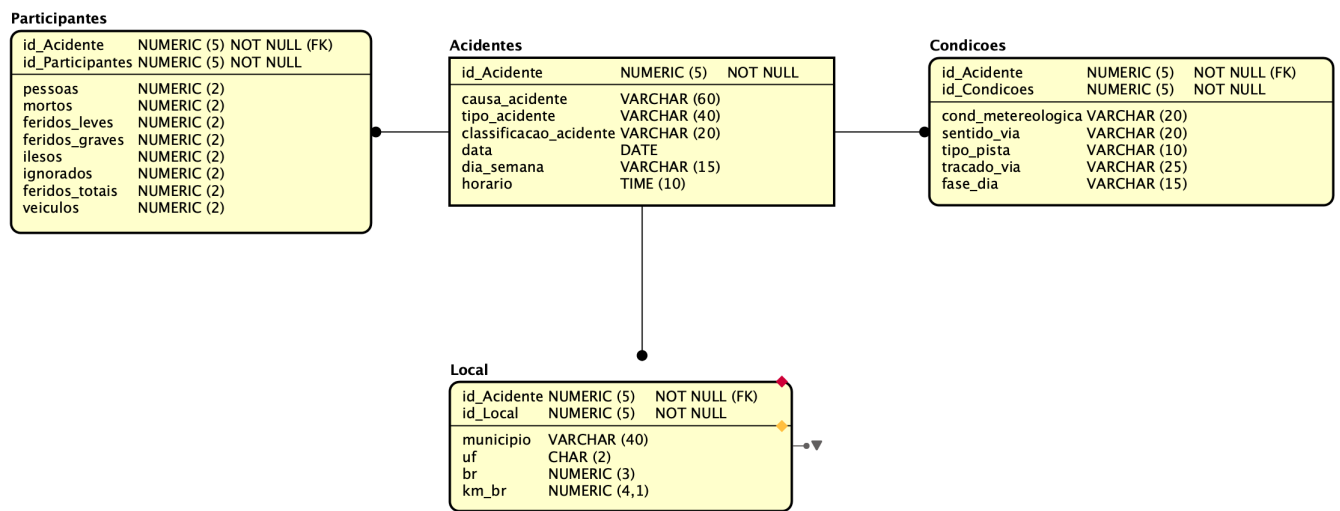 Participantes
id_Acidente NUMERIC (5) NOT NULL (FK)
id_Participantes NUMERIC (5) NOT NULL
pessoas NUMERIC (2)
mortos NUMERIC (2)
feridos_leves NUMERIC (2)
feridos_graves NUMERIC (2)
ilesos NUMERIC (2)
ignorados NUMERIC (2)
feridos_totais NUMERIC (2)
veiculos NUMERIC (2)
Acidentes
id_Acidente NUMERIC (5) NOT NULL
causa_acidente VARCHAR (60)
tipo_acidente VARCHAR (40)
classificacao_acidente VARCHAR (20)
data DATE
dia_semana VARCHAR (15)
horario TIME (10)
Condicoes
id_Acidente NUMERIC (5) NOT NULL (FK)
id_Condicoes NUMERIC (5) NOT NULL
cond_metereologica VARCHAR (20)
sentido_via VARCHAR (20)
tipo_pista VARCHAR (10)
tracado_via VARCHAR (25)
fase_dia VARCHAR (15)
Local
id_Acidente NUMERIC (5) NOT NULL (FK)
id_Local NUMERIC (5) NOT NULL
municipio VARCHAR (40)
uf CHAR (2)
br NUMERIC (3)
km_br NUMERIC (4,1)